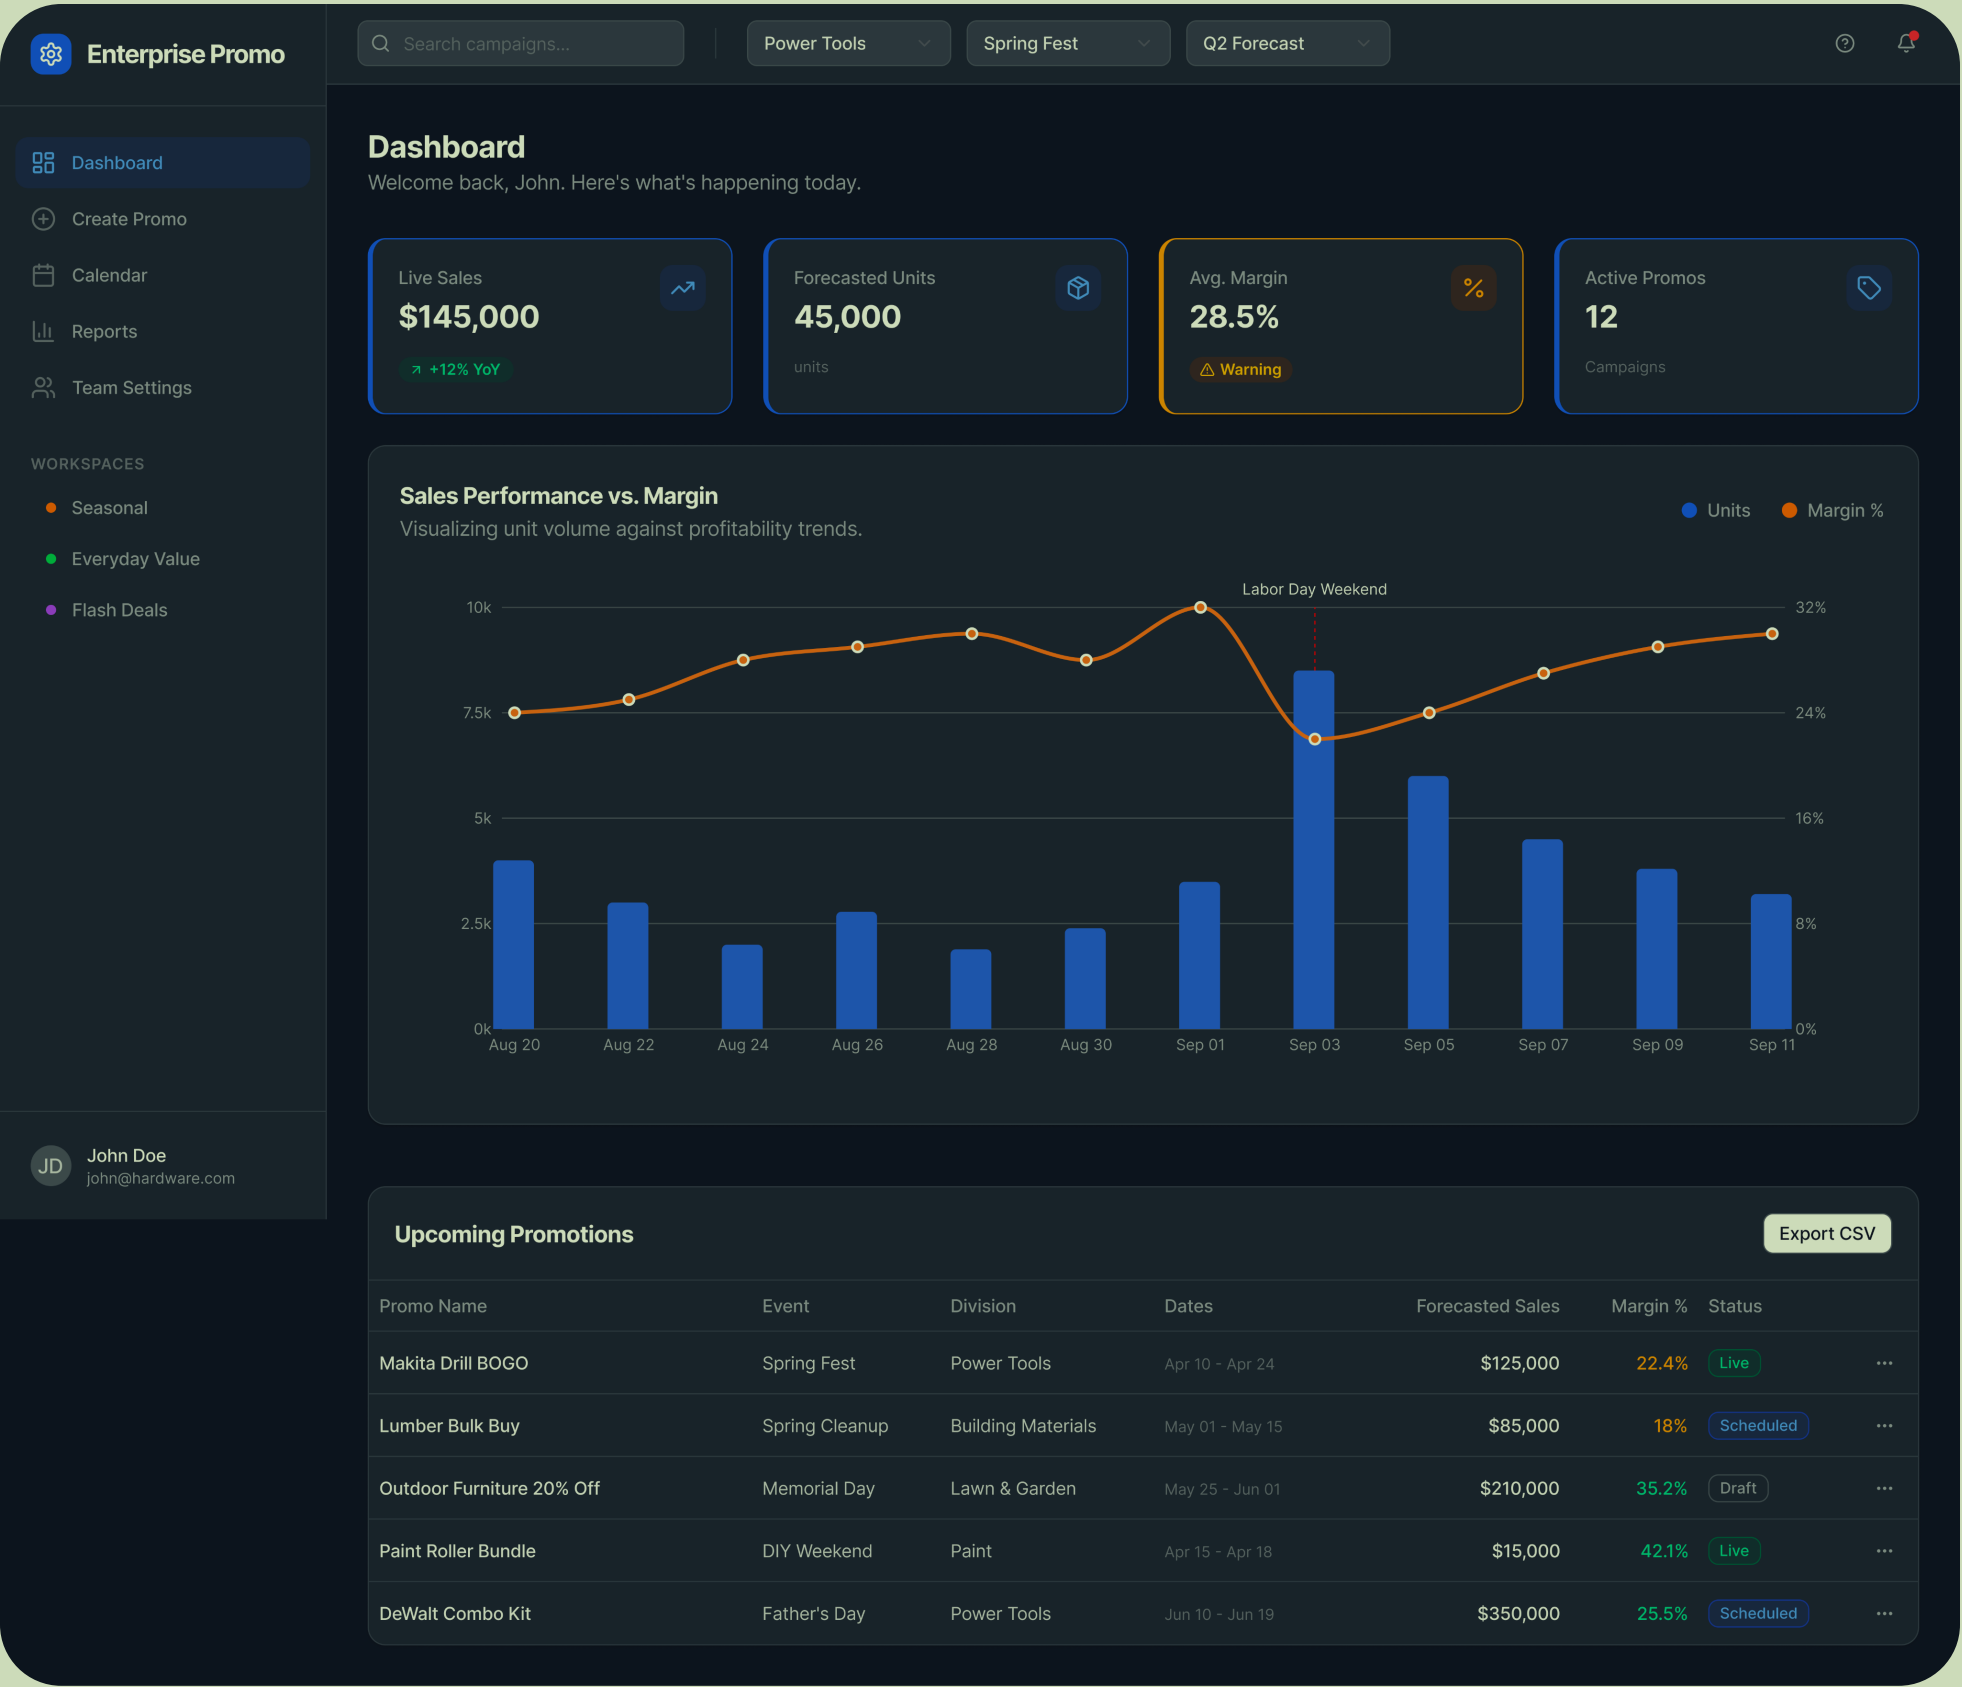 Enterprise Promo
Search campaigns...
Power Tools
Spring Fest
Q2 Forecast
Dashboard
Create Promo
Calendar
Reports
Team Settings
WORKSPACES
Seasonal
Everyday Value
Flash Deals
John Doe
john@hardware.com
JD
Dashboard
Welcome back, John. Here's what's happening today.
Live Sales
$145,000
+12% YoY
Forecasted Units
45,000
units
Avg. Margin
28.5%
Warning
Active Promos
12
Campaigns
Sales Performance vs. Margin
Visualizing unit volume against profitability trends.
Units
Margin %
Labor Day Weekend
10k
7.5k
5k
2.5k
0k
32%
24%
16%
8%
0%
Aug 20 Aug 22 Aug 24 Aug 26 Aug 28 Aug 30 Sep 01 Sep 03 Sep 05 Sep 07 Sep 09 Sep 11
Upcoming Promotions
Export CSV
Promo Name Event Division Dates Forecasted Sales Margin % Status
Makita Drill BOGO Spring Fest Power Tools Apr 10 - Apr 24 $125,000 22.4% Live
Lumber Bulk Buy Spring Cleanup Building Materials May 01 - May 15 $85,000 18% Scheduled
Outdoor Furniture 20% Off Memorial Day Lawn & Garden May 25 - Jun 01 $210,000 35.2% Draft
Paint Roller Bundle DIY Weekend Paint Apr 15 - Apr 18 $15,000 42.1% Live
DeWalt Combo Kit Father's Day Power Tools Jun 10 - Jun 19 $350,000 25.5% Scheduled